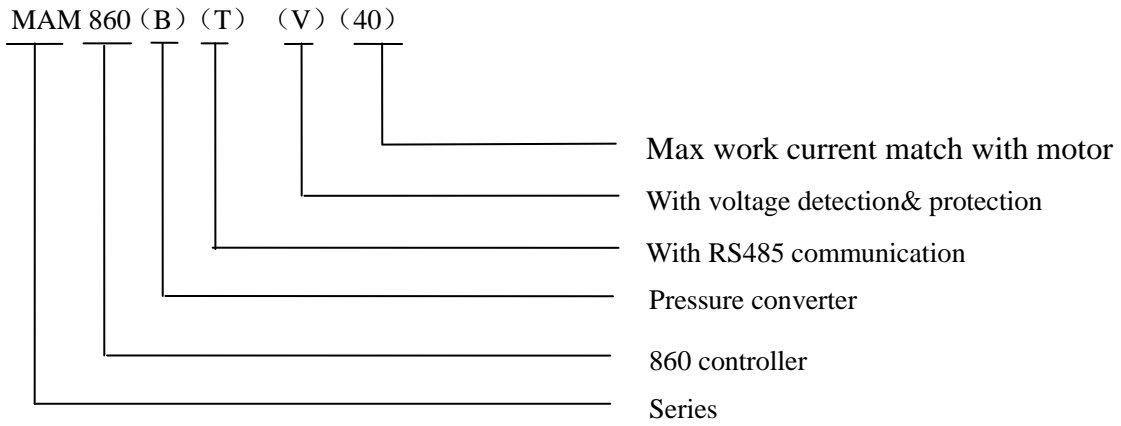 MAM 860（B）（T） （V）（40）
Max work current match with motor
With voltage detection& protection
With RS485 communication
Pressure converter
860 controller
Series